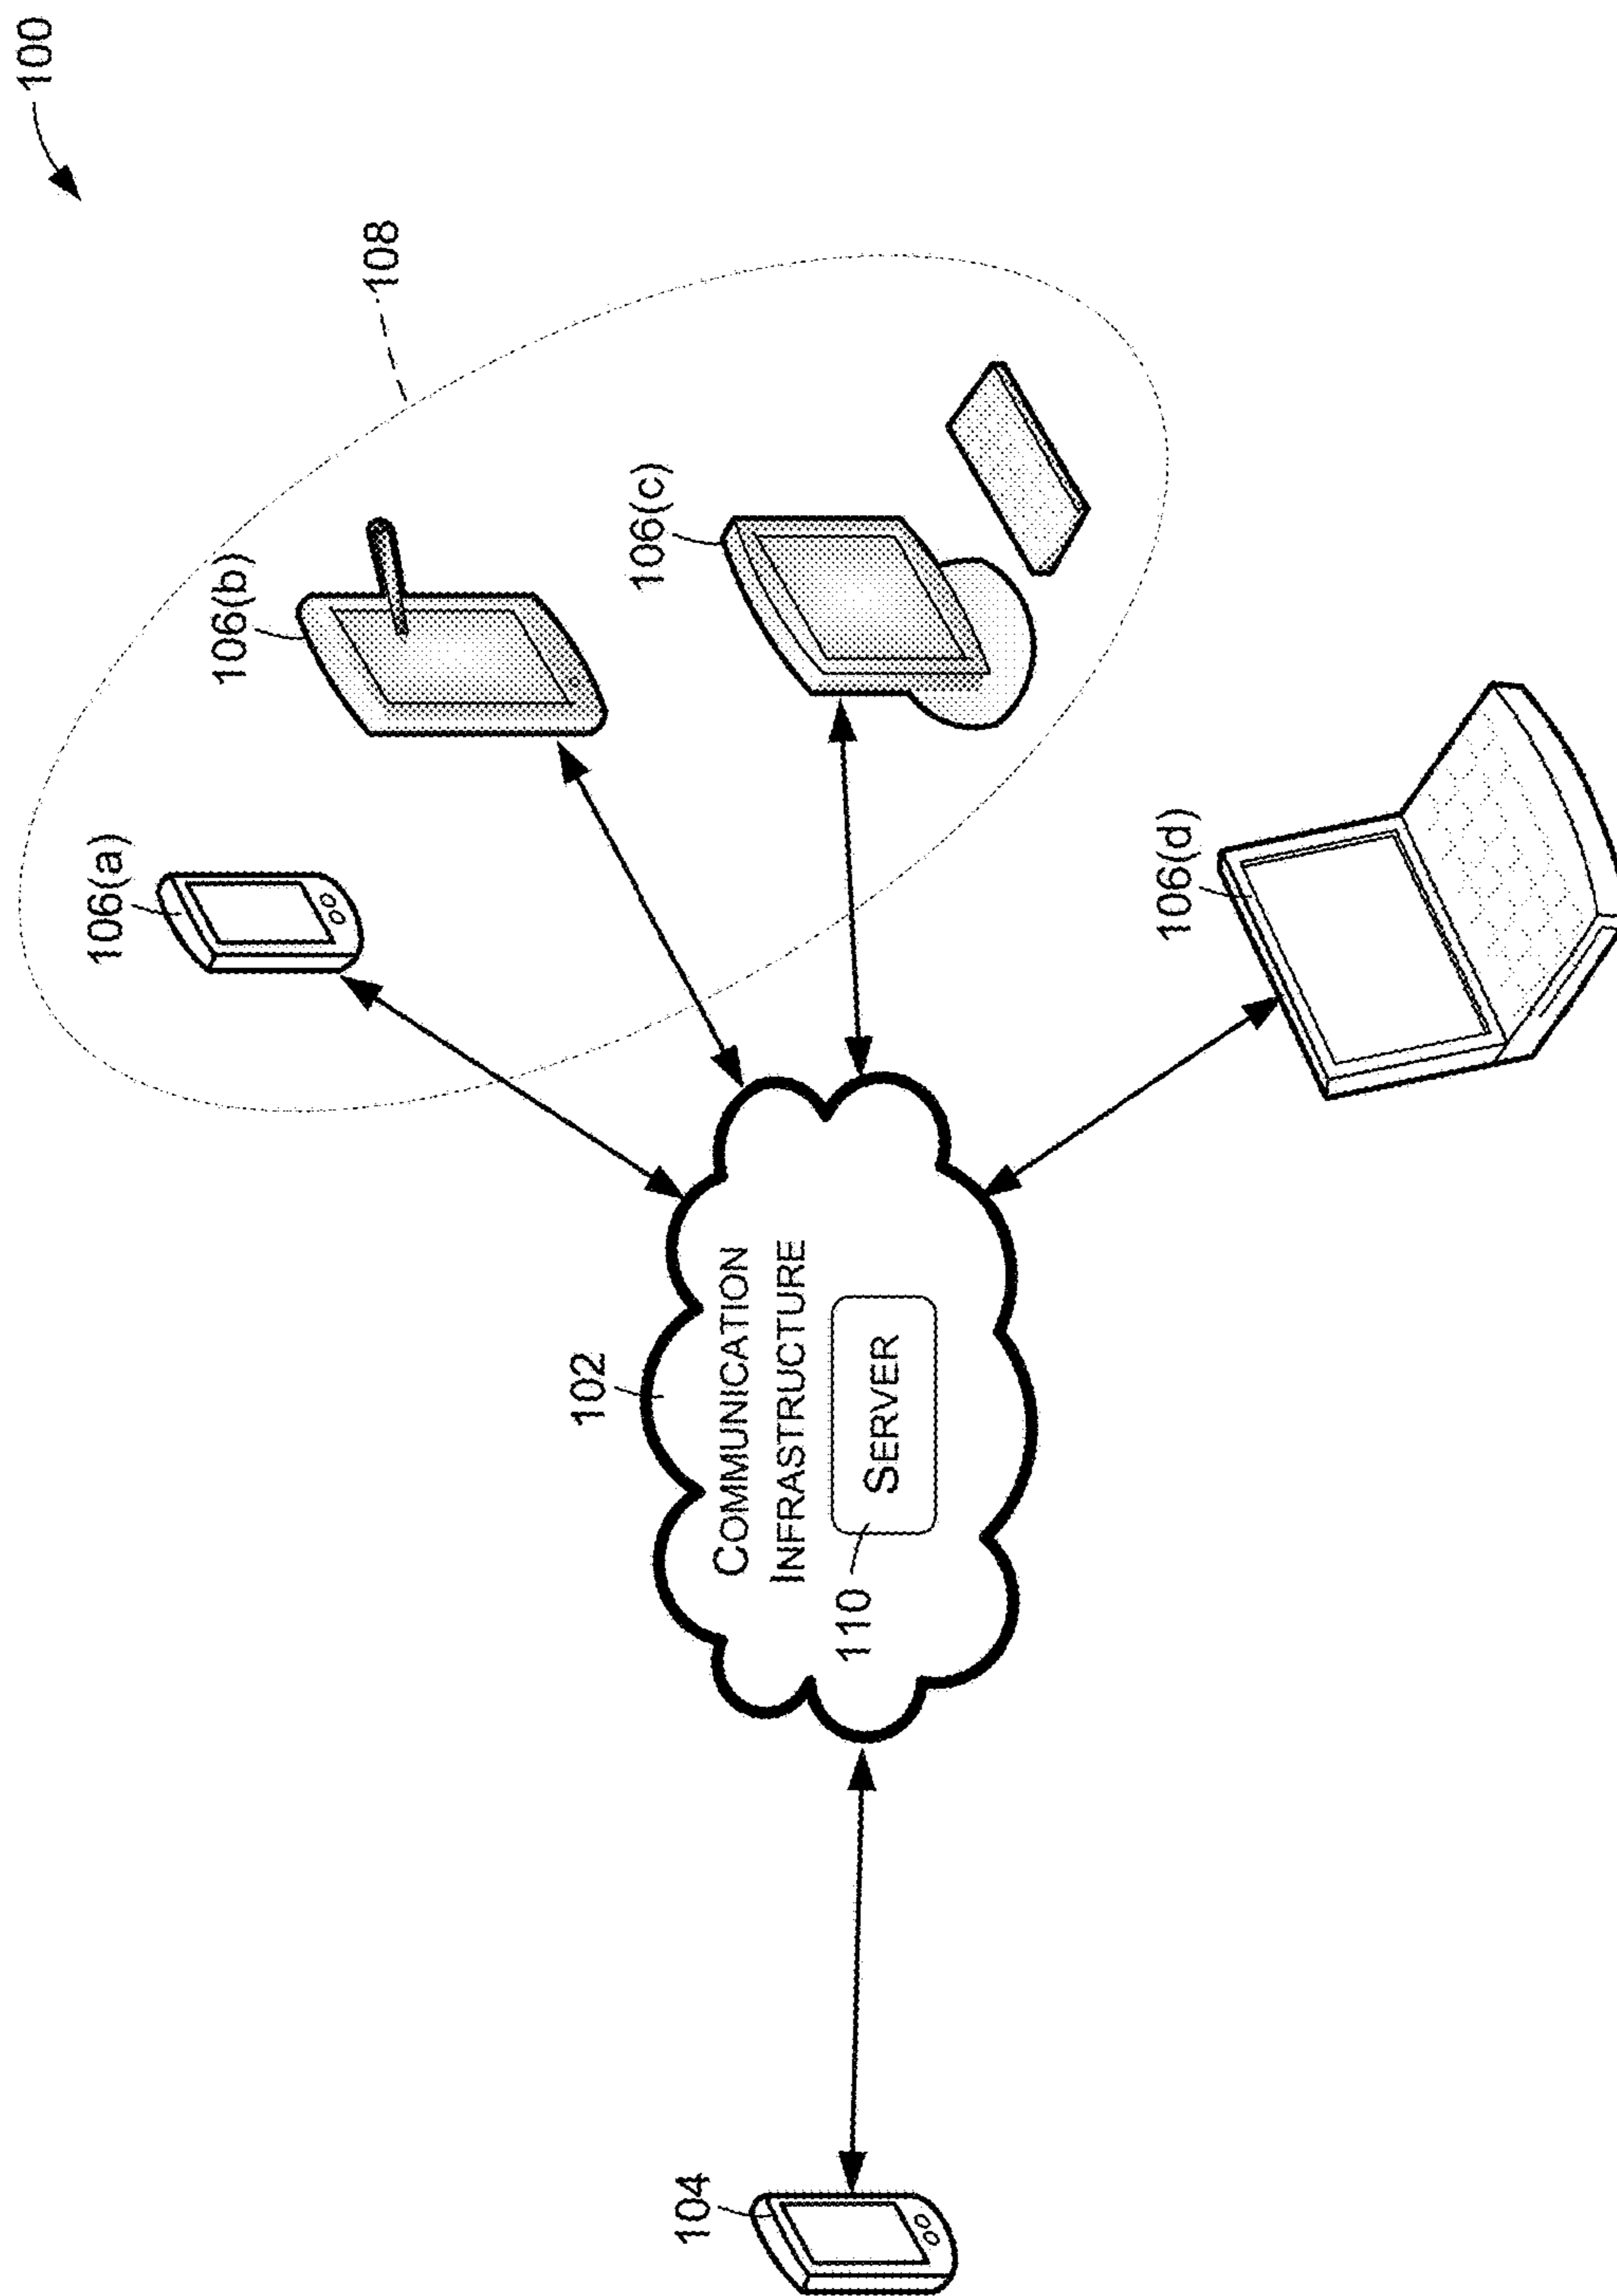 100
108
106(a)
106(b)
106(c)
106(d)
102
COMMUNICATION
INFRASTRUCTURE
110
SERVER
104